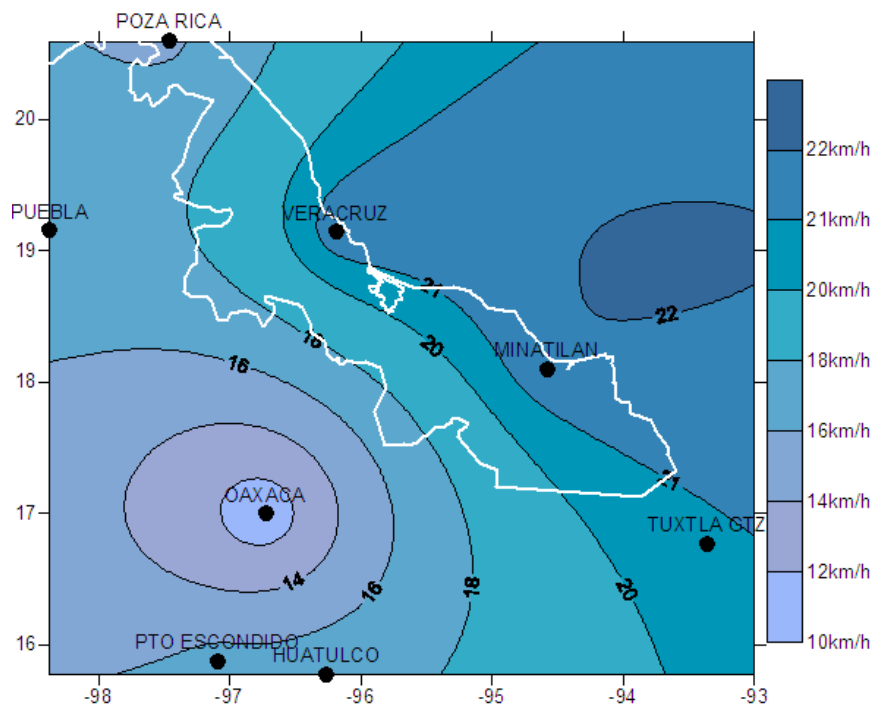 POZA RICA
20
22km/h
PUEBLA
VERACRUZ
21km/h
19
21
20km/h
22
18
20
MINATILAN
18km/h
16
18
16km/h
OAXACA
21
17
14km/h
TUXTLA GTZ
14
16
18
20
12km/h
16
PTO ESCONDIDO
HUATULCO
10km/h
-98
-97
-96
-95
-94
-93